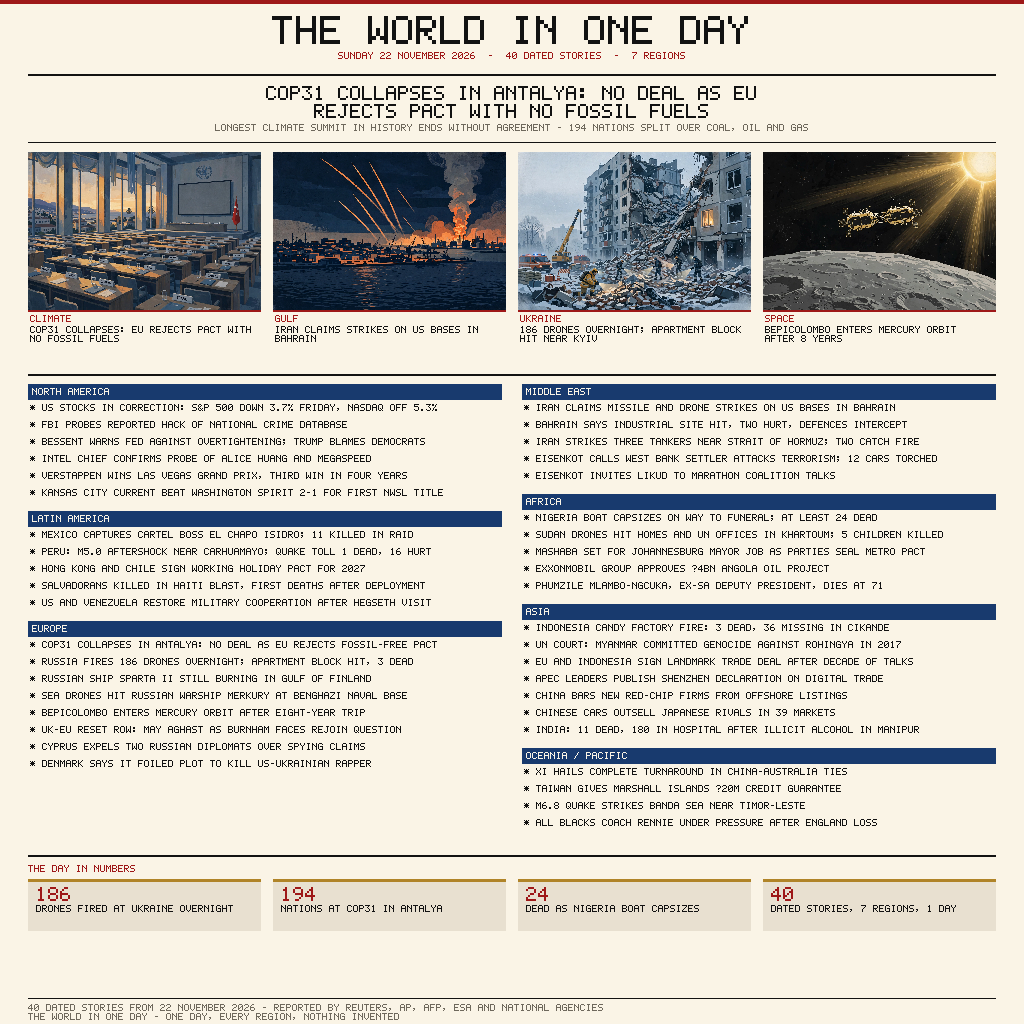 THE WORLD IN ONE DAY
SUNDAY 22 NOVEMBER 2026 - 40 DATED STORIES - 7 REGIONS
COP31 COLLAPSES IN ANTALYA: NO DEAL AS EU
REJECTS PACT WITH NO FOSSIL FUELS
LONGEST CLIMATE SUMMIT IN HISTORY ENDS WITHOUT AGREEMENT - 194 NATIONS SPLIT OVER COAL, OIL AND GAS
CLIMATE
COP31 COLLAPSES: EU REJECTS PACT WITH
NO FOSSIL FUELS
GULF
IRAN CLAIMS STRIKES ON US BASES IN
BAHRAIN
UKRAINE
186 DRONES OVERNIGHT; APARTMENT BLOCK
HIT NEAR KYIV
SPACE
BEPICOLOMBO ENTERS MERCURY ORBIT
AFTER 8 YEARS
NORTH AMERICA
* US STOCKS IN CORRECTION: S&P 500 DOWN 3.7% FRIDAY, NASDAQ OFF 5.3%
* FBI PROBES REPORTED HACK OF NATIONAL CRIME DATABASE
* BESSENT WARNS FED AGAINST OVERTIGHTENING; TRUMP BLAMES DEMOCRATS
* INTEL CHIEF CONFIRMS PROBE OF ALICE HUANG AND MEGASPEED
* VERSTAPPEN WINS LAS VEGAS GRAND PRIX, THIRD WIN IN FOUR YEARS
* KANSAS CITY CURRENT BEAT WASHINGTON SPIRIT 2-1 FOR FIRST NWSL TITLE
LATIN AMERICA
* MEXICO CAPTURES CARTEL BOSS EL CHAPO ISIDRO; 11 KILLED IN RAID
* PERU: M5.0 AFTERSHOCK NEAR CARHUAMAYO; QUAKE TOLL 1 DEAD, 16 HURT
* HONG KONG AND CHILE SIGN WORKING HOLIDAY PACT FOR 2027
* SALVADORANS KILLED IN HAITI BLAST, FIRST DEATHS AFTER DEPLOYMENT
* US AND VENEZUELA RESTORE MILITARY COOPERATION AFTER HEGSETH VISIT
EUROPE
* COP31 COLLAPSES IN ANTALYA: NO DEAL AS EU REJECTS FOSSIL-FREE PACT
* RUSSIA FIRES 186 DRONES OVERNIGHT; APARTMENT BLOCK HIT, 3 DEAD
* RUSSIAN SHIP SPARTA II STILL BURNING IN GULF OF FINLAND
* SEA DRONES HIT RUSSIAN WARSHIP MERKURY AT BENGHAZI NAVAL BASE
* BEPICOLOMBO ENTERS MERCURY ORBIT AFTER EIGHT-YEAR TRIP
* UK-EU RESET ROW: MAY AGHAST AS BURNHAM FACES REJOIN QUESTION
* CYPRUS EXPELS TWO RUSSIAN DIPLOMATS OVER SPYING CLAIMS
* DENMARK SAYS IT FOILED PLOT TO KILL US-UKRAINIAN RAPPER
MIDDLE EAST
* IRAN CLAIMS MISSILE AND DRONE STRIKES ON US BASES IN BAHRAIN
* BAHRAIN SAYS INDUSTRIAL SITE HIT, TWO HURT, DEFENCES INTERCEPT
* IRAN STRIKES THREE TANKERS NEAR STRAIT OF HORMUZ; TWO CATCH FIRE
* EISENKOT CALLS WEST BANK SETTLER ATTACKS TERRORISM; 12 CARS TORCHED
* EISENKOT INVITES LIKUD TO MARATHON COALITION TALKS
AFRICA
* NIGERIA BOAT CAPSIZES ON WAY TO FUNERAL; AT LEAST 24 DEAD
* SUDAN DRONES HIT HOMES AND UN OFFICES IN KHARTOUM; 5 CHILDREN KILLED
* MASHABA SET FOR JOHANNESBURG MAYOR JOB AS PARTIES SEAL METRO PACT
* EXXONMOBIL GROUP APPROVES ?4BN ANGOLA OIL PROJECT
* PHUMZILE MLAMBO-NGCUKA, EX-SA DEPUTY PRESIDENT, DIES AT 71
ASIA
* INDONESIA CANDY FACTORY FIRE: 3 DEAD, 36 MISSING IN CIKANDE
* UN COURT: MYANMAR COMMITTED GENOCIDE AGAINST ROHINGYA IN 2017
* EU AND INDONESIA SIGN LANDMARK TRADE DEAL AFTER DECADE OF TALKS
* APEC LEADERS PUBLISH SHENZHEN DECLARATION ON DIGITAL TRADE
* CHINA BARS NEW RED-CHIP FIRMS FROM OFFSHORE LISTINGS
* CHINESE CARS OUTSELL JAPANESE RIVALS IN 39 MARKETS
* INDIA: 11 DEAD, 180 IN HOSPITAL AFTER ILLICIT ALCOHOL IN MANIPUR
OCEANIA / PACIFIC
* XI HAILS COMPLETE TURNAROUND IN CHINA-AUSTRALIA TIES
* TAIWAN GIVES MARSHALL ISLANDS ?20M CREDIT GUARANTEE
* M6.8 QUAKE STRIKES BANDA SEA NEAR TIMOR-LESTE
* ALL BLACKS COACH RENNIE UNDER PRESSURE AFTER ENGLAND LOSS
THE DAY IN NUMBERS
186
DRONES FIRED AT UKRAINE OVERNIGHT
194
NATIONS AT COP31 IN ANTALYA
24
DEAD AS NIGERIA BOAT CAPSIZES
40
DATED STORIES, 7 REGIONS, 1 DAY
40 DATED STORIES FROM 22 NOVEMBER 2026 - REPORTED BY REUTERS, AP, AFP, ESA AND NATIONAL AGENCIES
THE WORLD IN ONE DAY - ONE DAY, EVERY REGION, NOTHING INVENTED